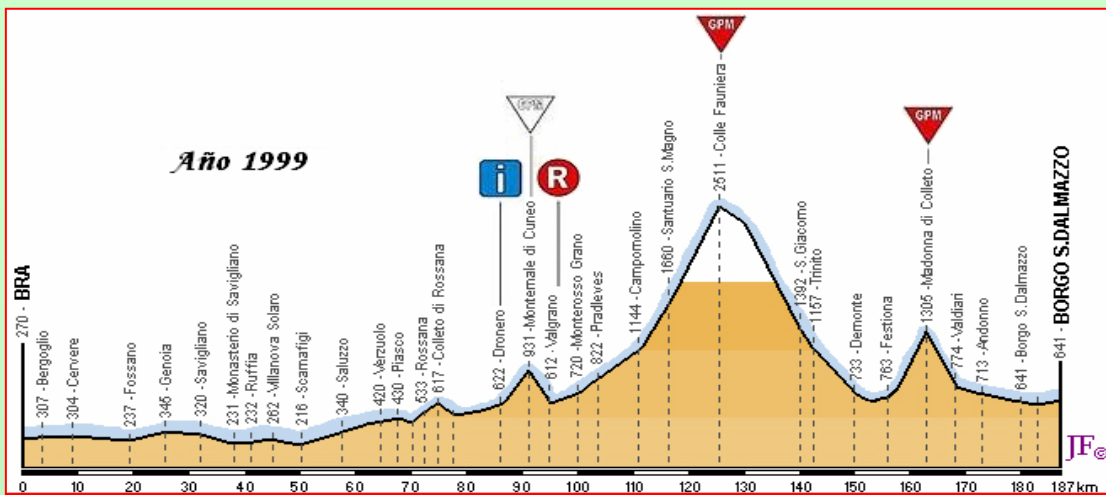 Año 1999
270 - BRA
307 -Bergoglio
304 -Cervere
237 -Fossano
345 -Genoia
320 -Savigliano
231 -Monasterio di Savigliano
232 -Ruffia
262 -Villanova Solaro
216 -Scarnafigi
340 -Saluzzo
420 -Verzuolo
430 -Piasco
533 -Rossana
617 -Colleto di Rossana
i
622 -Dronero
GPM
931 -Montemale di Cuneo
R
612 -Valgrano
720 -Monterosso Grano
822 -Pradleves
1144 -Campomolino
1660 -Santuario S.Magno
GPM
2511 -Colle Fauniera
1392 -S.Giacomo
1157 -Trinito
733 -Demonte
763 -Festiona
GPM
1305 -Madonna di Colleto
774 -Valdiari
713 -Andonno
641 -Borgo S.Dalmazzo
641 -BORGO S.DALMAZZO
JF©
0 10 20 30 40 50 60 70 80 90 100 110 120 130 140 150 160 170 180 187 km